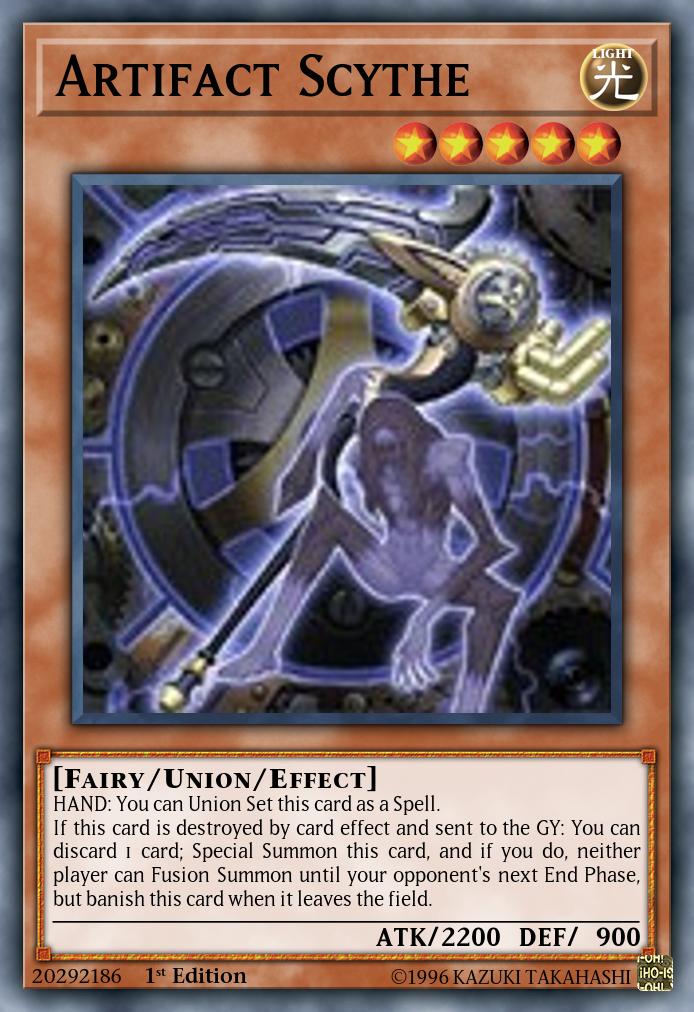 Artifact Scythe
LIGHT
光
[Fairy/Union/Effect]
HAND: You can Union Set this card as a Spell.
If this card is destroyed by card effect and sent to the GY: You can
discard 1 card; Special Summon this card, and if you do, neither
player can Fusion Summon until your opponent's next End Phase,
but banish this card when it leaves the field.
ATK/2200 DEF/ 900
20292186 1st Edition ©1996 KAZUKI TAKAHASHI